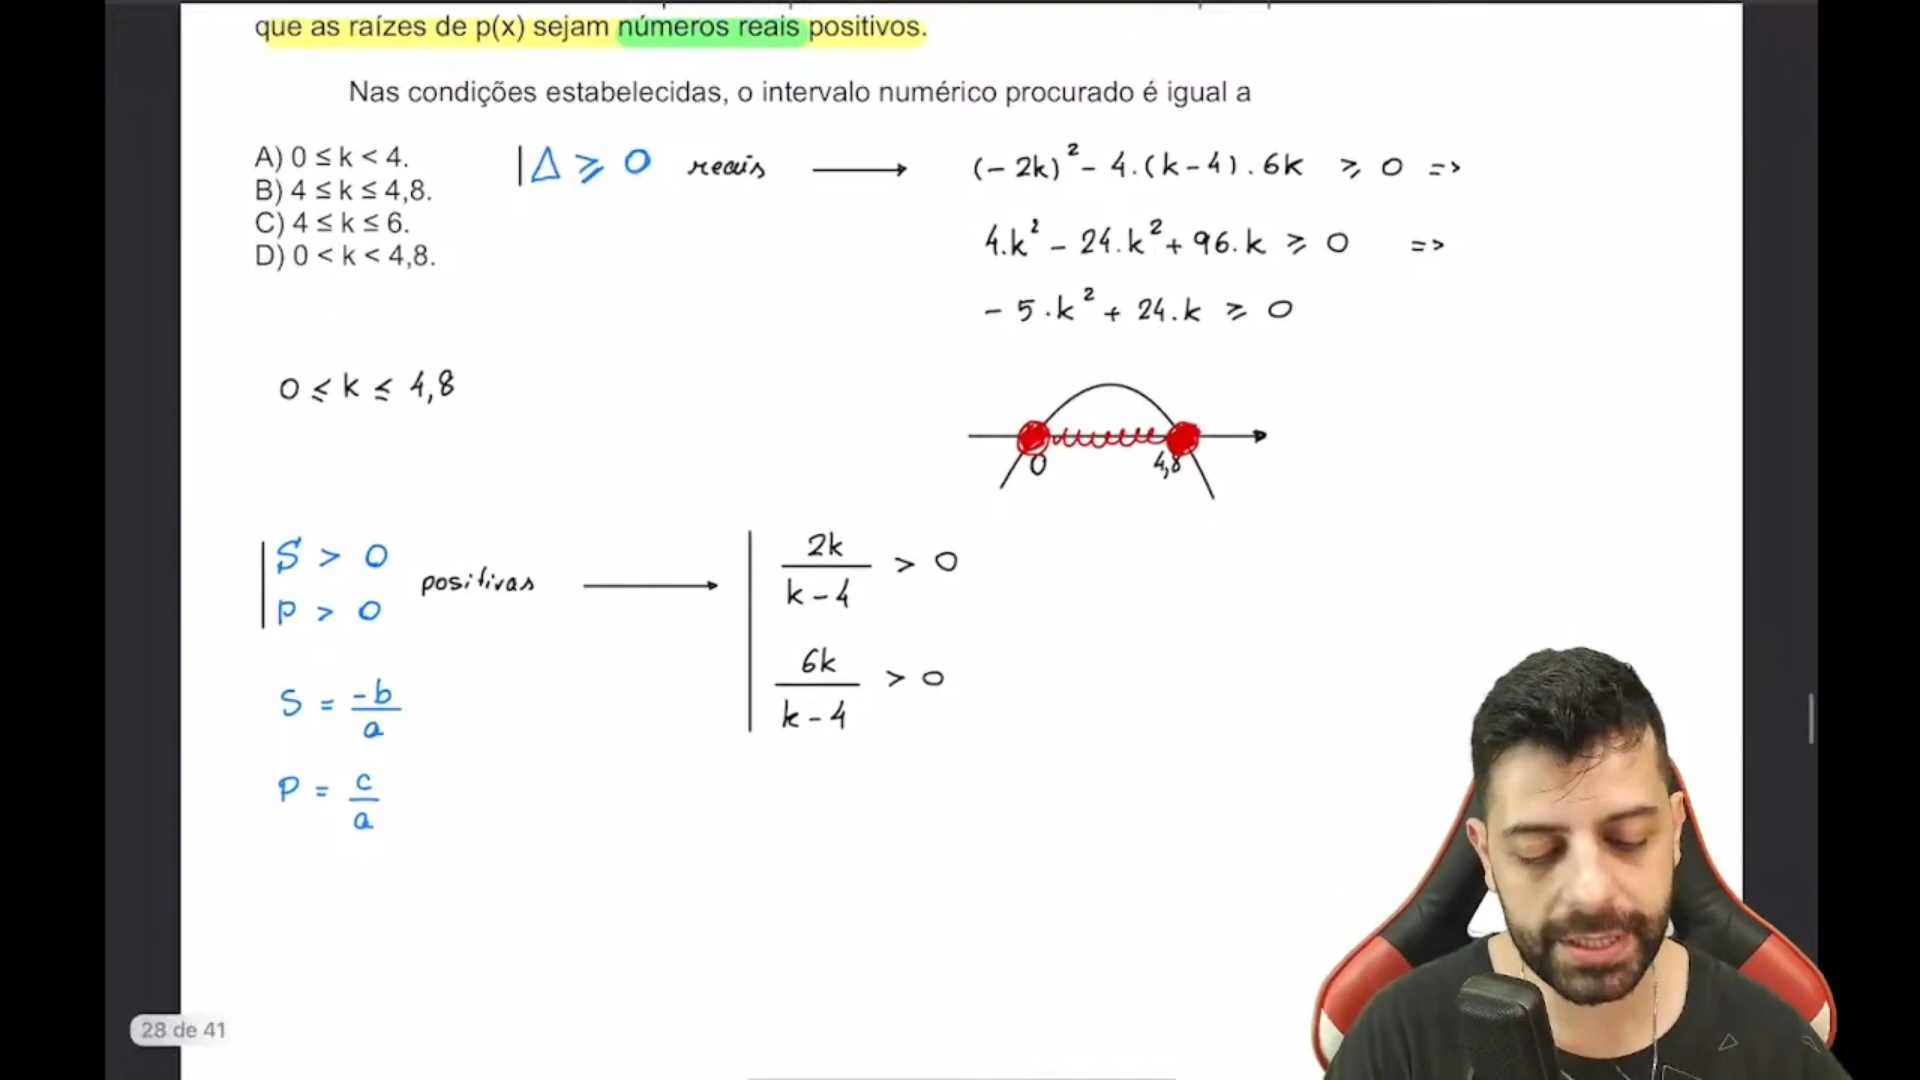 que as raízes de p(x) sejam números reais positivos.
Nas condições estabelecidas, o intervalo numérico procurado é igual a
A) 0 ≤ k < 4.
B) 4 ≤ k ≤ 4,8.
C) 4 ≤ k ≤ 6.
D) 0 < k < 4,8.
Δ ≥ 0 reais ⟶ (-2k)² - 4.(k-4).6k ≥ 0 =>
4.k² - 24.k² + 96.k ≥ 0 =>
-5.k² + 24.k ≥ 0
0 ≤ k ≤ 4,8
0 4,8
S > 0
P > 0
positivas ⟶
2k/(k-4) > 0
6k/(k-4) > 0
S = -b/a
P = c/a
28 de 41